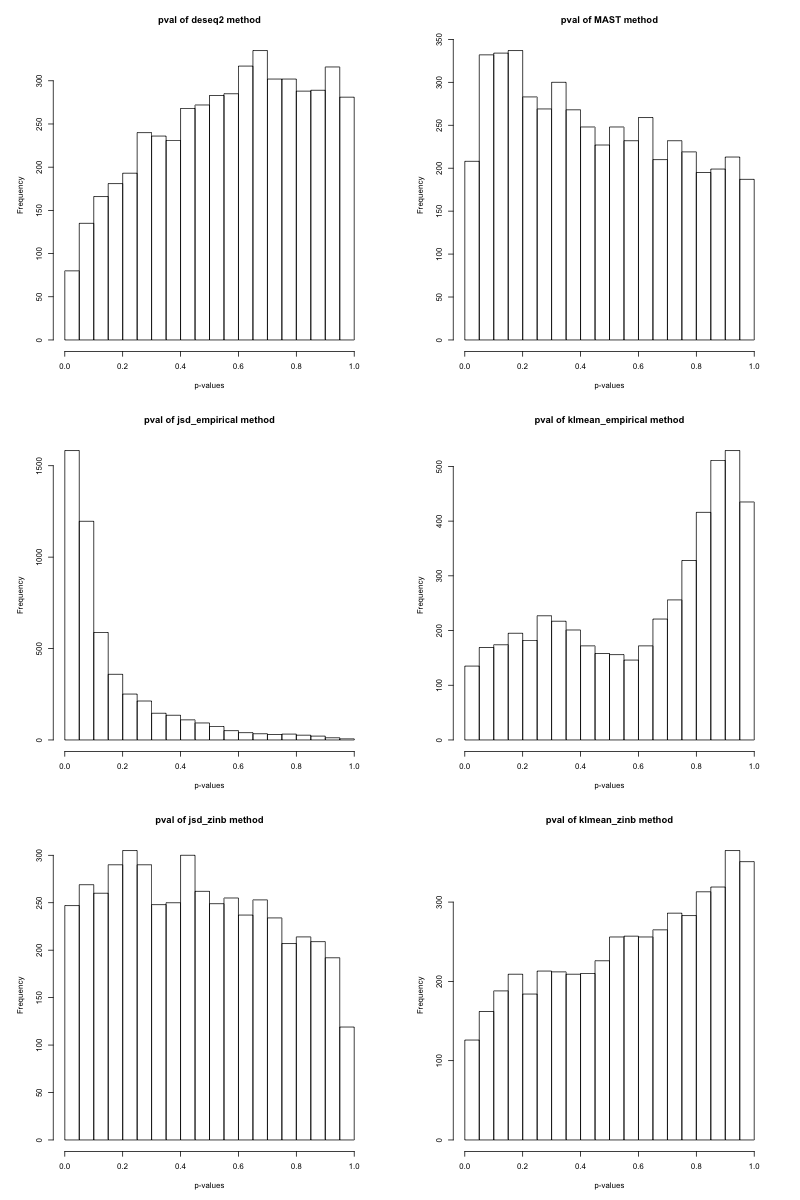 pval of deseq2 method
Frequency
0 50 100 150 200 250 300
0.0 0.2 0.4 0.6 0.8 1.0
p-values
pval of MAST method
Frequency
0 50 100 150 200 250 300 350
0.0 0.2 0.4 0.6 0.8 1.0
p-values
pval of jsd_empirical method
Frequency
0 500 1000 1500
0.0 0.2 0.4 0.6 0.8 1.0
p-values
pval of klmean_empirical method
Frequency
0 100 200 300 400 500
0.0 0.2 0.4 0.6 0.8 1.0
p-values
pval of jsd_zinb method
Frequency
0 50 100 150 200 250 300
0.0 0.2 0.4 0.6 0.8 1.0
p-values
pval of klmean_zinb method
Frequency
0 100 200 300
0.0 0.2 0.4 0.6 0.8 1.0
p-values